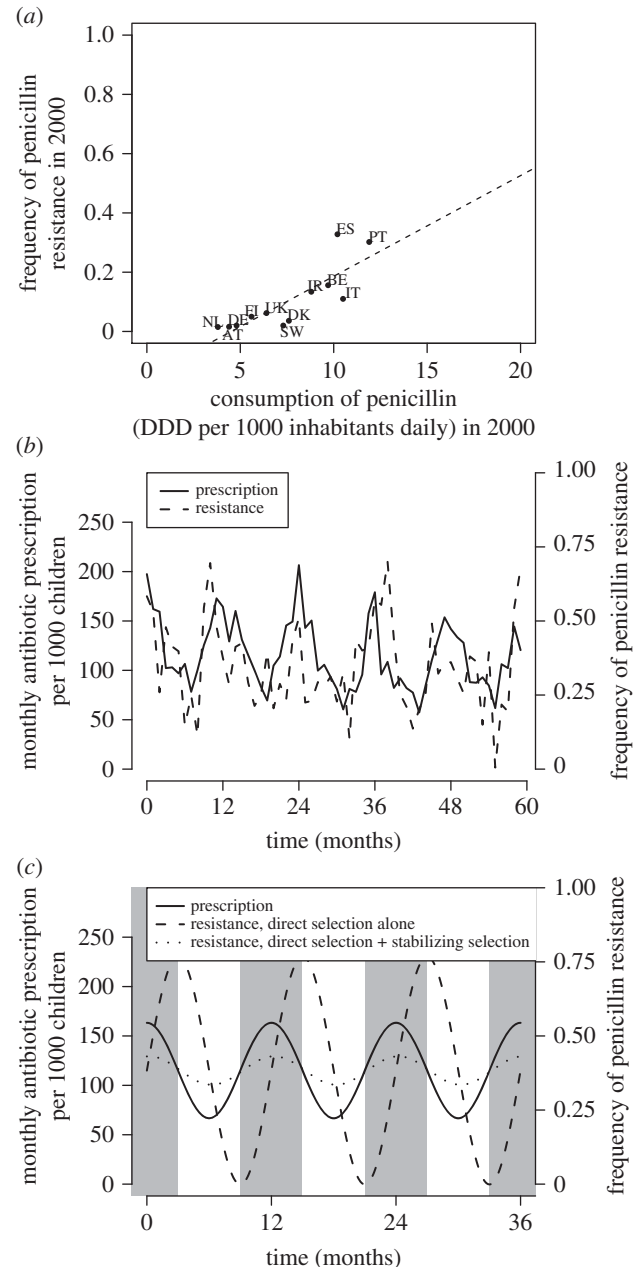 (a)
frequency of penicillin
resistance in 2000
1.0
0.8
0.6
0.4
0.2
0
ES
PT
IR
BE
IT
NL
AT
DE
FI
UK
SW
DK
0 5 10 15 20
consumption of penicillin
(DDD per 1000 inhabitants daily) in 2000
(b)
monthly antibiotic prescription
per 1000 children
250
200
150
100
50
0
prescription
resistance
1.00
0.75
0.50
0.25
0
frequency of penicillin resistance
0 12 24 36 48 60
time (months)
(c)
monthly antibiotic prescription
per 1000 children
250
200
150
100
50
0
prescription
resistance, direct selection alone
resistance, direct selection + stabilizing selection
1.00
0.75
0.50
0.25
0
frequency of penicillin resistance
0 12 24 36
time (months)